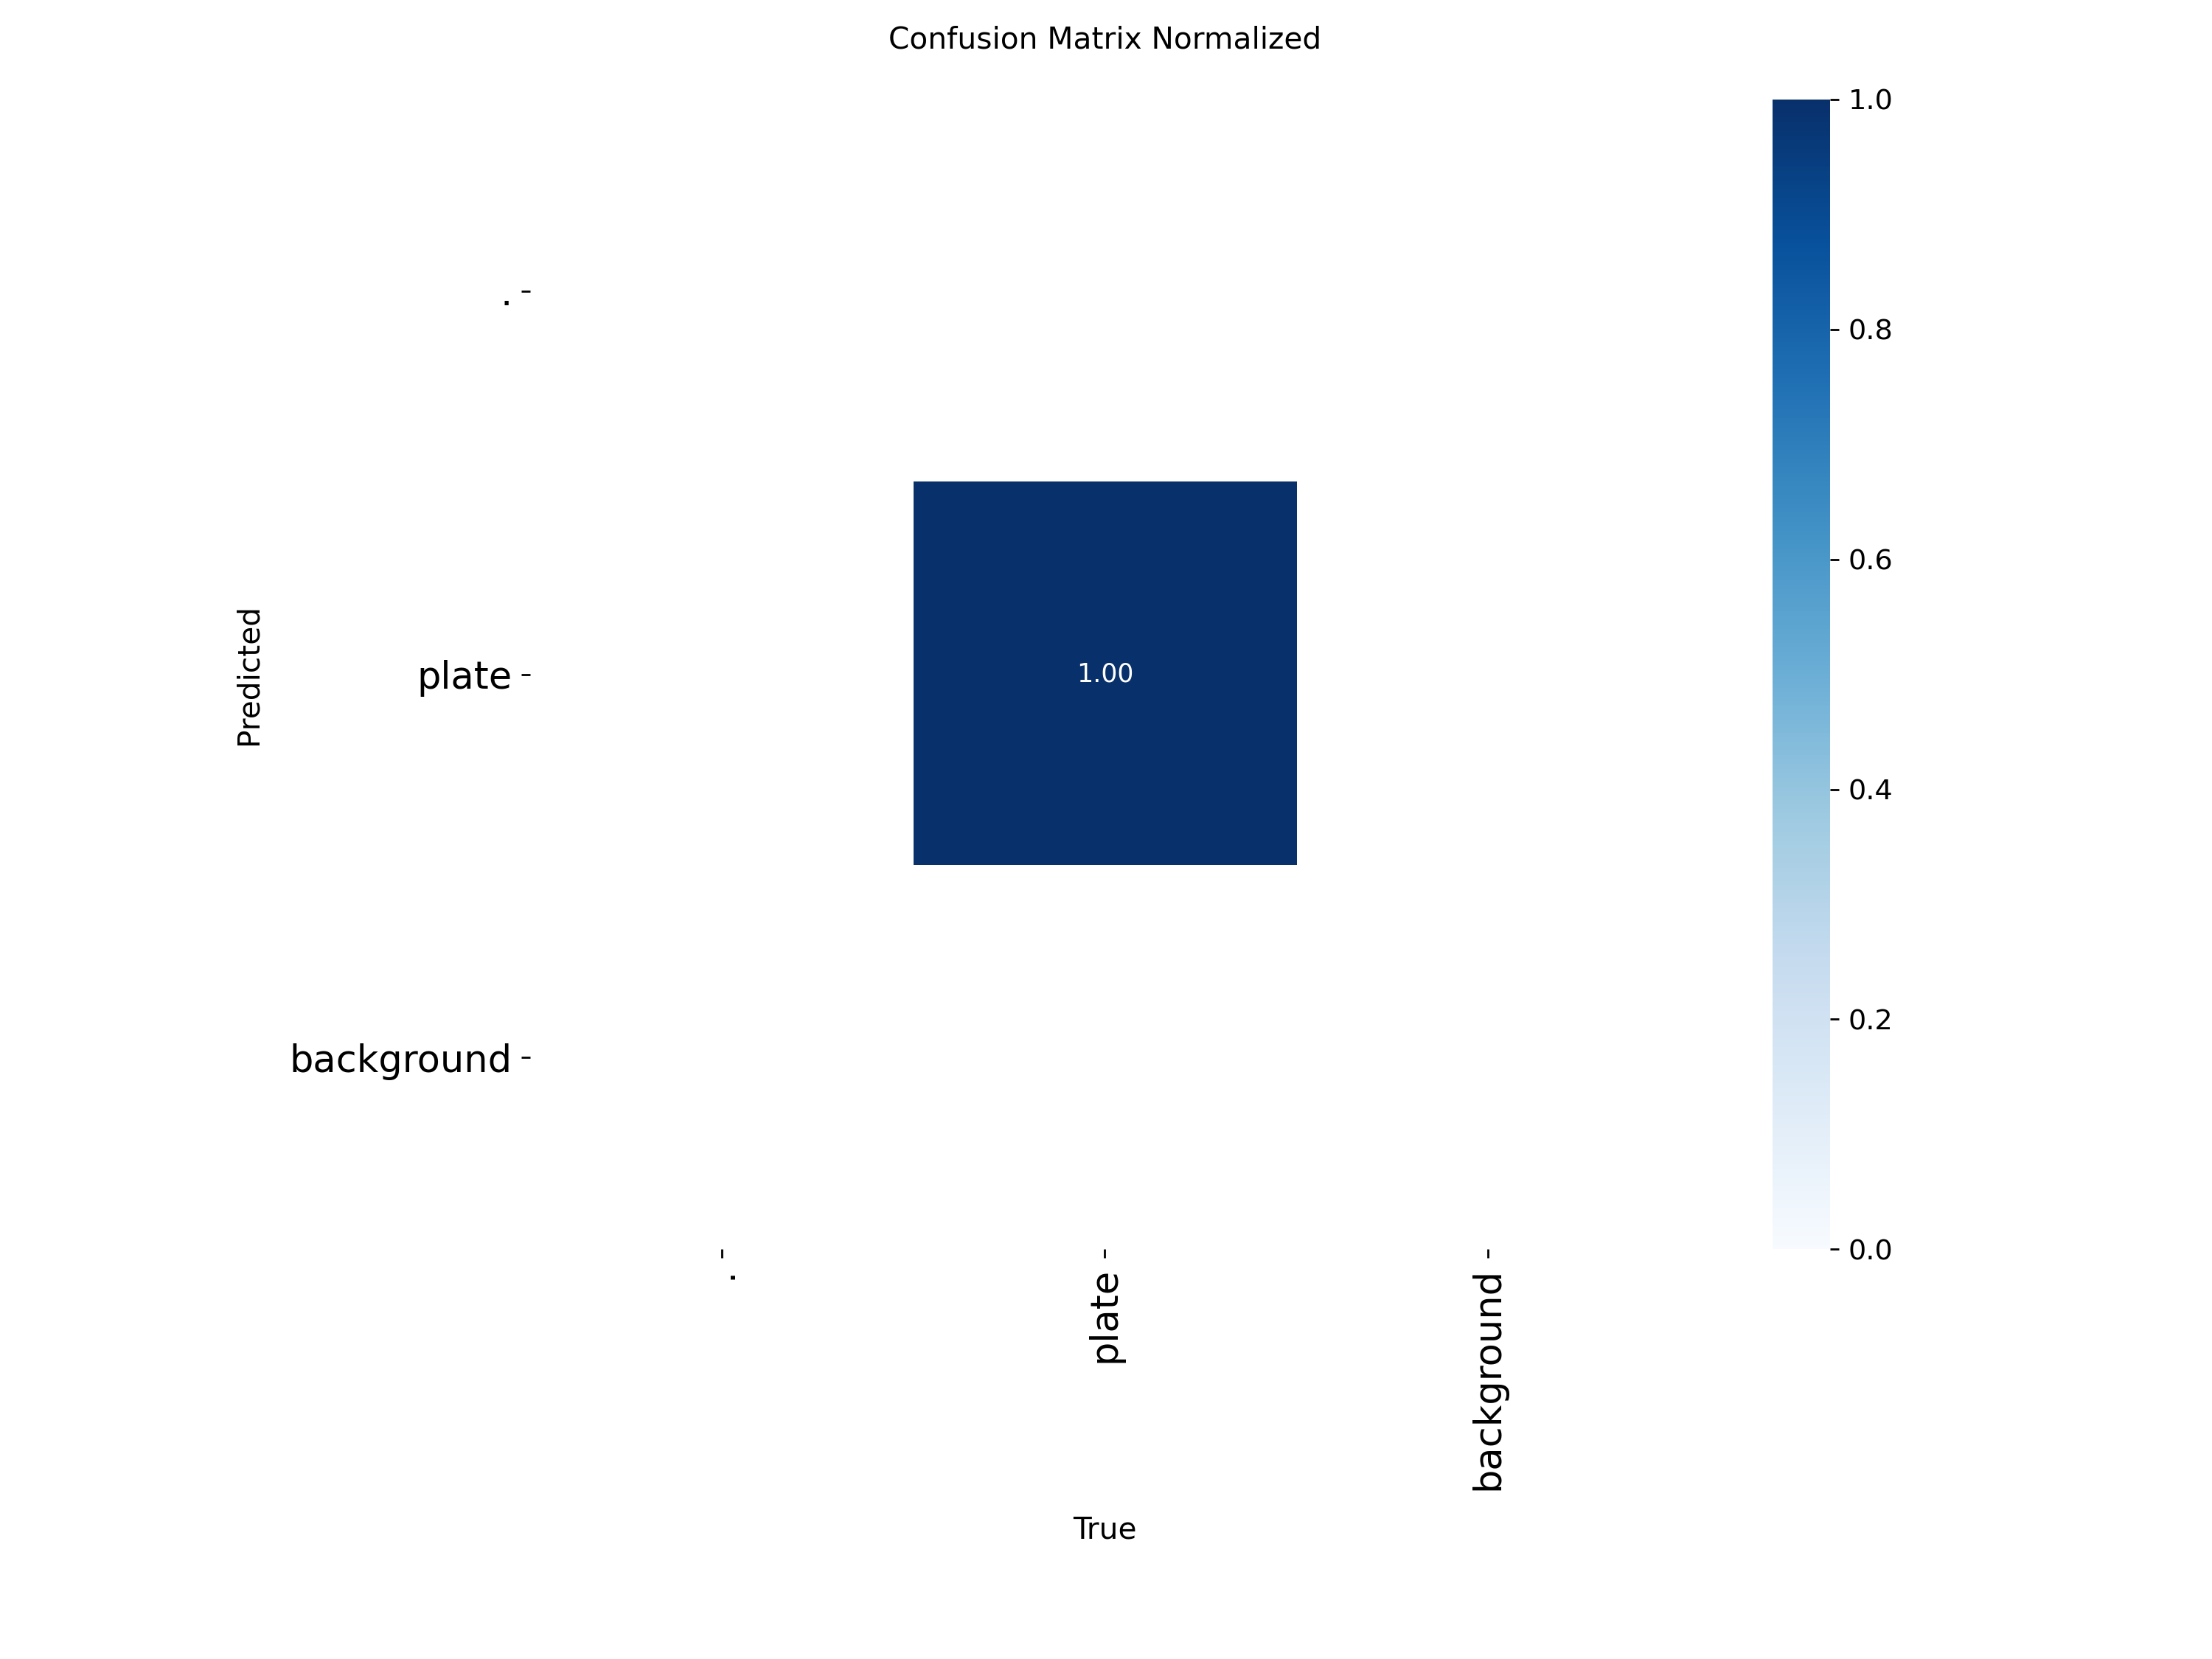 Confusion Matrix Normalized
1.0
0.8
0.6
0.4
0.2
0.0
Predicted
.
plate
background
1.00
.
plate
background
True